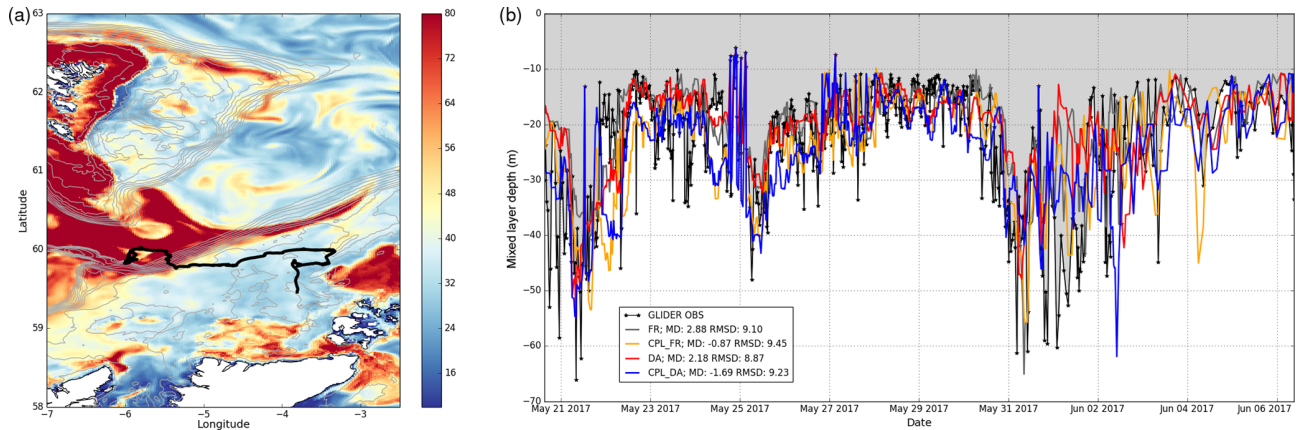 (a)
63
62
61
60
59
58
Latitude
−7
−6
−5
−4
−3
Longitude
80
72
64
56
48
40
32
24
16
(b)
0
−10
−20
−30
−40
−50
−60
−70
Mixed layer depth (m)
GLIDER OBS
FR; MD: 2.88 RMSD: 9.10
CPL_FR; MD: -0.87 RMSD: 9.45
DA; MD: 2.18 RMSD: 8.87
CPL_DA; MD: -1.69 RMSD: 9.23
May 21 2017
May 23 2017
May 25 2017
May 27 2017
May 29 2017
May 31 2017
Jun 02 2017
Jun 04 2017
Jun 06 2017
Date